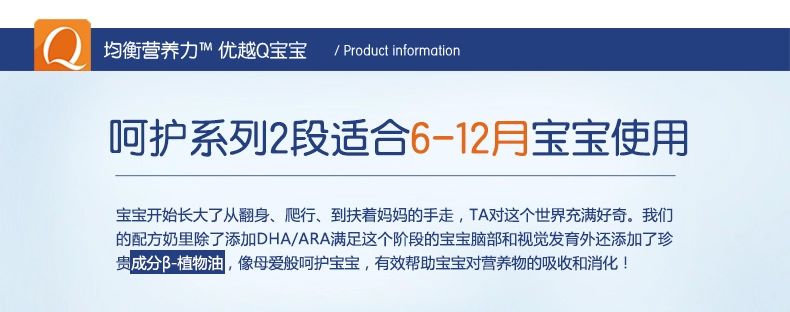 Q 均衡营养力™ 优越Q宝宝 / Product information
呵护系列2段适合6-12月宝宝使用
宝宝开始长大了从翻身、爬行、到扶着妈妈的手走，TA对这个世界充满好奇。我们
的配方奶里除了添加DHA/ARA满足这个阶段的宝宝脑部和视觉发育外还添加了珍
贵成分β-植物油，像母爱般呵护宝宝，有效帮助宝宝对营养物的吸收和消化！